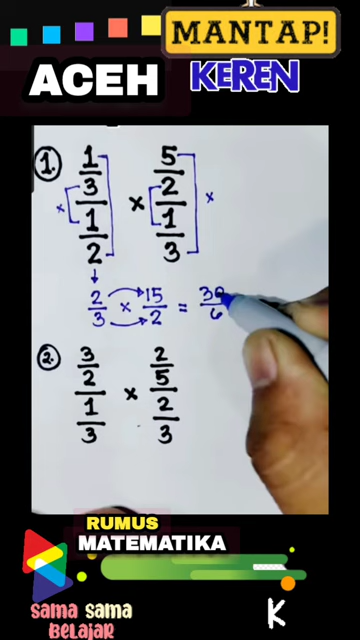 MANTAP!
ACEH KEREN
1. (1/3)/(1/2) × (5/2)/(1/3)
× ×
2/3 × 15/2 = 30/6
2. (3/2)/(1/3) × (2/5)/(2/3)
RUMUS
MATEMATIKA
sama sama
belajar
K